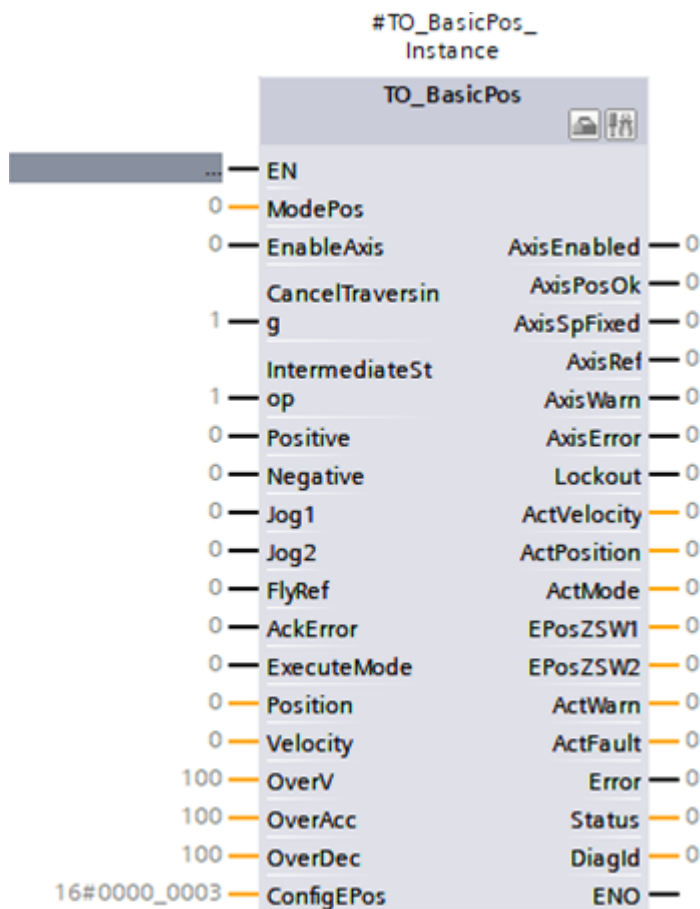 #TO_BasicPos_
Instance
TO_BasicPos
... EN
0 ModePos
0 EnableAxis AxisEnabled 0
CancelTraversin AxisPosOk 0
1 g AxisSpFixed 0
IntermediateSt AxisRef 0
1 op AxisWarn 0
0 Positive AxisError 0
0 Negative Lockout 0
0 Jog1 ActVelocity 0
0 Jog2 ActPosition 0
0 FlyRef ActMode 0
0 AckError EPosZSW1 0
0 ExecuteMode EPosZSW2 0
0 Position ActWarn 0
0 Velocity ActFault 0
100 OverV Error 0
100 OverAcc Status 0
100 OverDec DiagId 0
16#0000_0003 ConfigEPos ENO